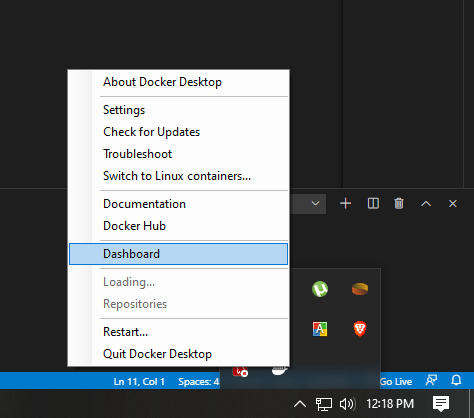 About Docker Desktop
Settings
Check for Updates
Troubleshoot
Switch to Linux containers...
Documentation
Docker Hub
Dashboard
Loading...
Repositories
Restart...
Quit Docker Desktop
Ln 11, Col 1
Spaces: 4
Go Live
12:18 PM